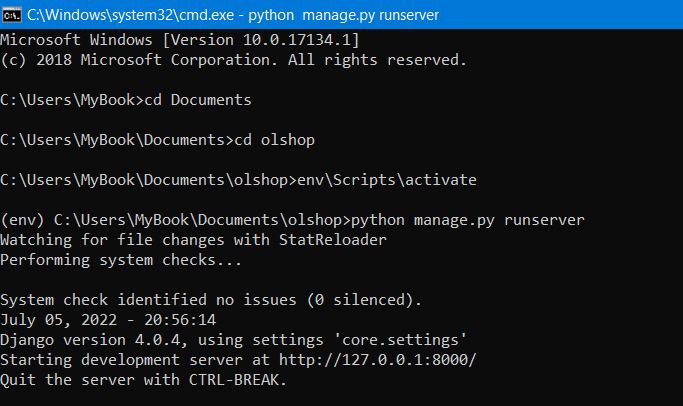 C:\Windows\system32\cmd.exe - python  manage.py runserver
Microsoft Windows [Version 10.0.17134.1]
(c) 2018 Microsoft Corporation. All rights reserved.
C:\Users\MyBook>cd Documents
C:\Users\MyBook\Documents>cd olshop
C:\Users\MyBook\Documents\olshop>env\Scripts\activate
(env) C:\Users\MyBook\Documents\olshop>python manage.py runserver
Watching for file changes with StatReloader
Performing system checks...
System check identified no issues (0 silenced).
July 05, 2022 - 20:56:14
Django version 4.0.4, using settings 'core.settings'
Starting development server at http://127.0.0.1:8000/
Quit the server with CTRL-BREAK.